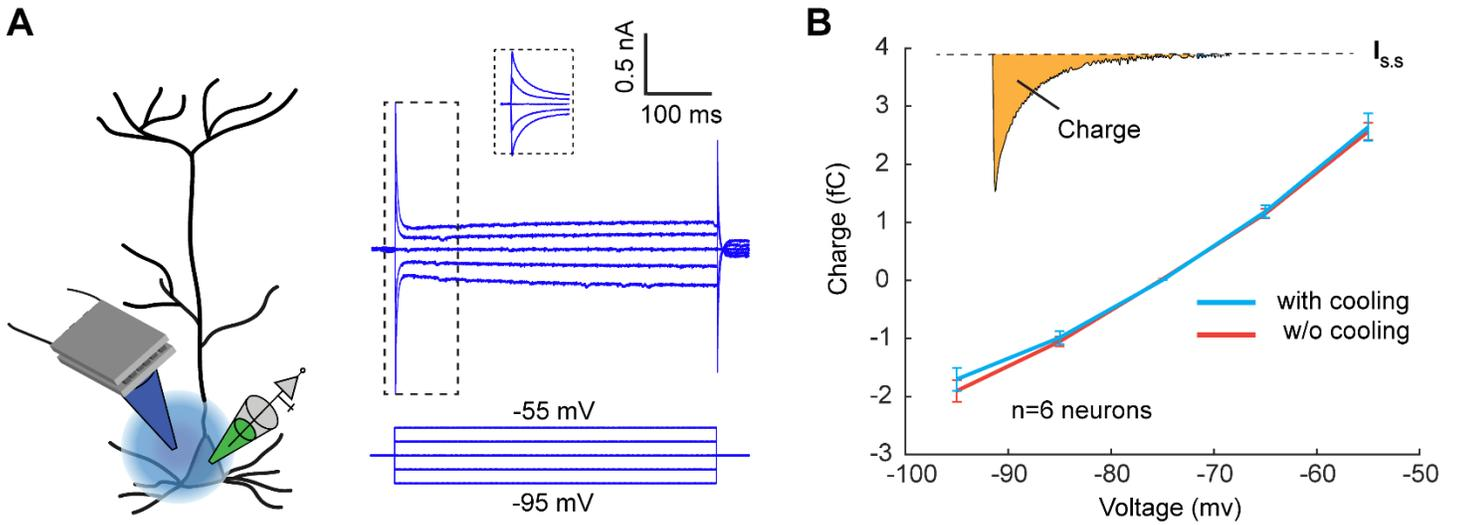 A
0.5 nA
100 ms
-55 mV
-95 mV
B
I s.s
Charge
4
3
2
1
0
-1
-2
-3
Charge (fC)
with cooling
w/o cooling
n=6 neurons
-100 -90 -80 -70 -60 -50
Voltage (mv)